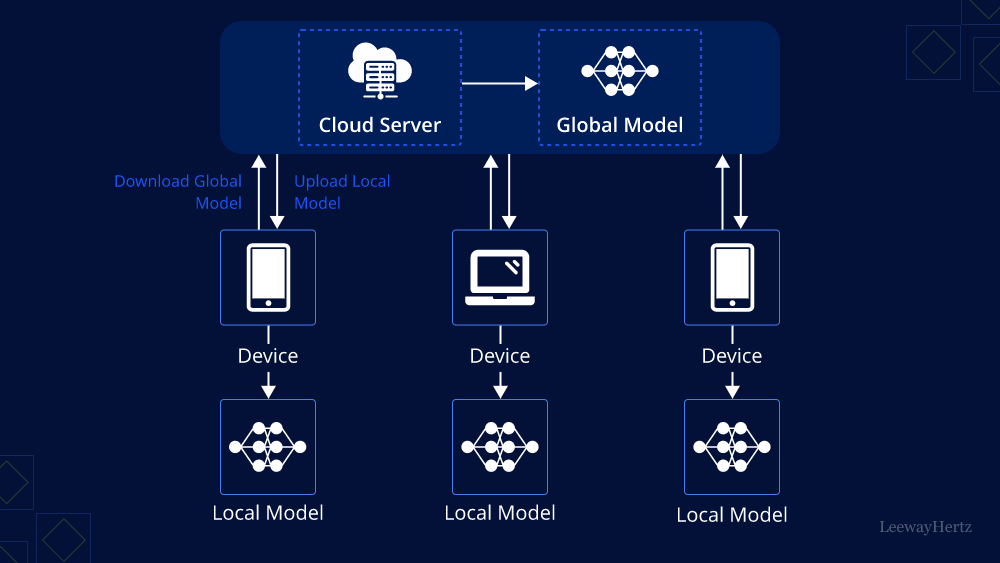 Cloud Server
Global Model
Download Global
Model
Upload Local
Model
Device
Device
Device
Local Model
Local Model
Local Model
LeewayHertz